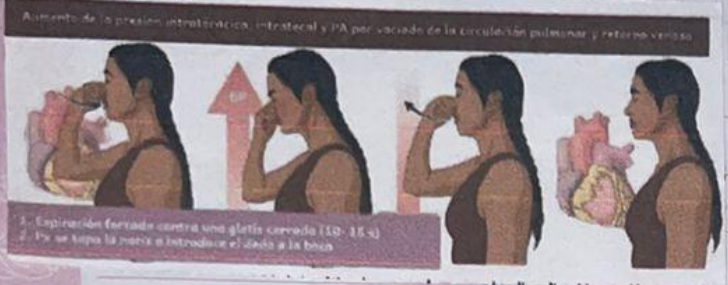 Aumento de la presión intratorácica, intratecal y PA por vaciado de la circulación pulmonar y retorno venoso
1. Espiración forzada contra una glotis cerrada (10- 15 s)
2. Px se tapa la nariz e introduce el dedo a la boca